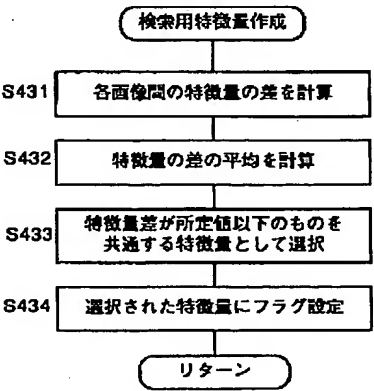 検索用特徴量作成
S431
各画像間の特徴量の差を計算
S432
特徴量の差の平均を計算
S433
特徴量差が所定値以下のものを
共通する特徴量として選択
S434
選択された特徴量にフラグ設定
リターン